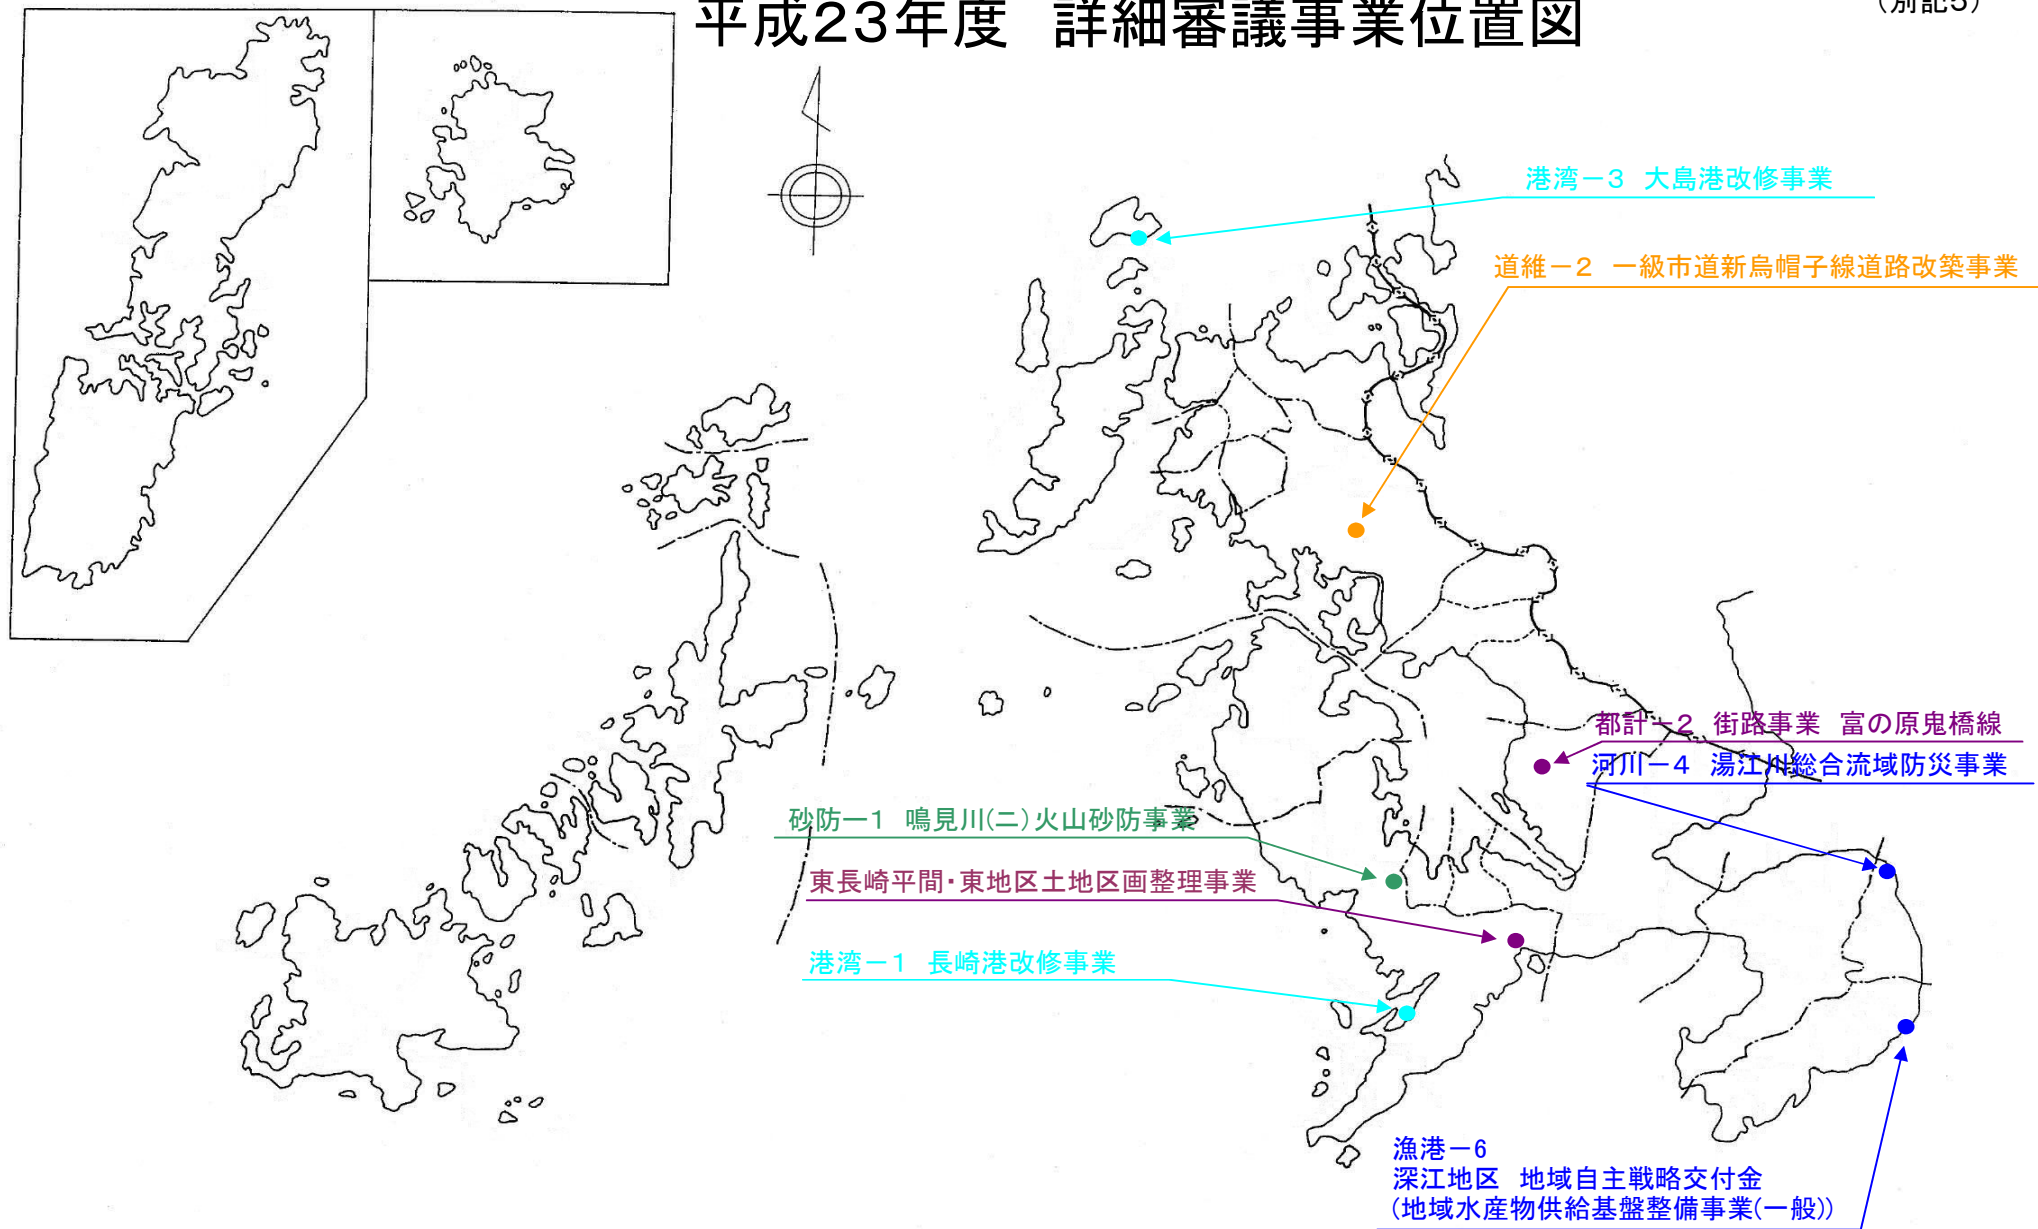 平成23年度　詳細審議事業位置図
(別記5)
港湾－3　大島港改修事業
道維－2　一級市道新烏帽子線道路改築事業
都計－2　街路事業　富の原鬼橋線
河川－4　湯江川総合流域防災事業
砂防－1　鳴見川(二)火山砂防事業
東長崎平間・東地区土地区画整理事業
港湾－1　長崎港改修事業
漁港－6
深江地区　地域自主戦略交付金
(地域水産物供給基盤整備事業(一般))